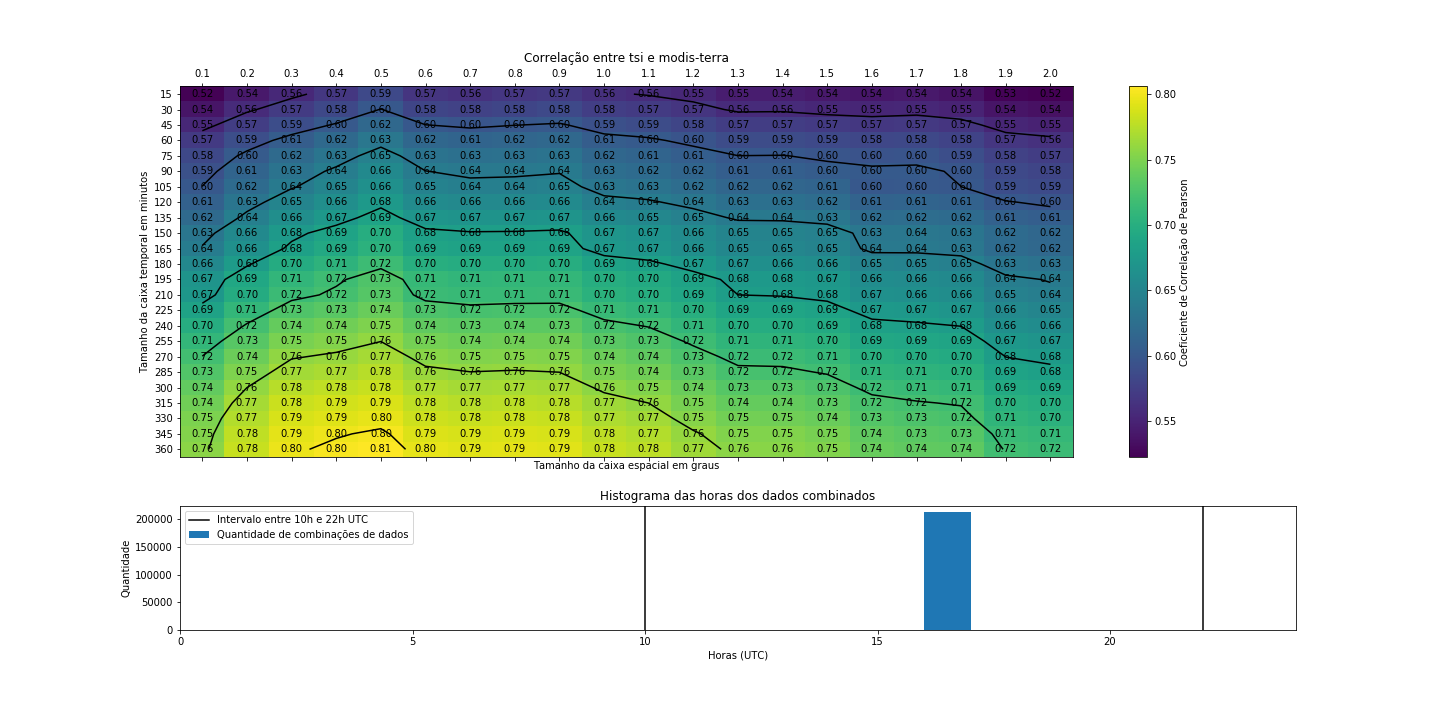 Correlação entre tsi e modis-terra
0.1 0.2 0.3 0.4 0.5 0.6 0.7 0.8 0.9 1.0 1.1 1.2 1.3 1.4 1.5 1.6 1.7 1.8 1.9 2.0
15 0.52 0.54 0.56 0.57 0.59 0.57 0.56 0.57 0.57 0.56 0.56 0.55 0.55 0.54 0.54 0.54 0.54 0.54 0.53 0.52
30 0.54 0.56 0.57 0.58 0.60 0.58 0.58 0.58 0.58 0.58 0.57 0.57 0.56 0.56 0.55 0.55 0.55 0.55 0.54 0.54
45 0.55 0.57 0.59 0.60 0.62 0.60 0.60 0.60 0.60 0.59 0.59 0.58 0.57 0.57 0.57 0.57 0.57 0.57 0.55 0.55
60 0.57 0.59 0.61 0.62 0.63 0.62 0.61 0.62 0.62 0.61 0.60 0.60 0.59 0.59 0.59 0.58 0.58 0.58 0.57 0.56
75 0.58 0.60 0.62 0.63 0.65 0.63 0.63 0.63 0.63 0.62 0.61 0.61 0.60 0.60 0.60 0.60 0.60 0.59 0.58 0.57
90 0.59 0.61 0.63 0.64 0.66 0.64 0.64 0.64 0.64 0.63 0.62 0.62 0.61 0.61 0.60 0.60 0.60 0.60 0.59 0.58
105 0.60 0.62 0.64 0.65 0.66 0.65 0.64 0.64 0.65 0.63 0.63 0.62 0.62 0.62 0.61 0.60 0.60 0.60 0.59 0.59
120 0.61 0.63 0.65 0.66 0.68 0.66 0.66 0.66 0.66 0.64 0.64 0.64 0.63 0.63 0.62 0.61 0.61 0.61 0.60 0.60
135 0.62 0.64 0.66 0.67 0.69 0.67 0.67 0.67 0.67 0.66 0.65 0.65 0.64 0.64 0.63 0.62 0.62 0.62 0.61 0.61
150 0.63 0.66 0.68 0.69 0.70 0.68 0.68 0.68 0.68 0.67 0.67 0.66 0.65 0.65 0.65 0.63 0.64 0.63 0.62 0.62
165 0.64 0.66 0.68 0.69 0.70 0.69 0.69 0.69 0.69 0.67 0.67 0.66 0.65 0.65 0.65 0.64 0.64 0.63 0.62 0.62
180 0.66 0.68 0.70 0.71 0.72 0.70 0.70 0.70 0.70 0.69 0.68 0.67 0.67 0.66 0.66 0.65 0.65 0.65 0.63 0.63
195 0.67 0.69 0.71 0.72 0.73 0.71 0.71 0.71 0.71 0.70 0.70 0.69 0.68 0.68 0.67 0.66 0.66 0.66 0.64 0.64
210 0.67 0.70 0.72 0.72 0.73 0.72 0.71 0.71 0.71 0.70 0.70 0.69 0.68 0.68 0.68 0.67 0.66 0.66 0.65 0.64
225 0.69 0.71 0.73 0.73 0.74 0.73 0.72 0.72 0.72 0.71 0.71 0.70 0.69 0.69 0.69 0.67 0.67 0.67 0.66 0.65
240 0.70 0.72 0.74 0.74 0.75 0.74 0.73 0.74 0.73 0.72 0.72 0.71 0.70 0.70 0.69 0.68 0.68 0.68 0.66 0.66
255 0.71 0.73 0.75 0.75 0.76 0.75 0.74 0.74 0.74 0.73 0.73 0.72 0.71 0.71 0.70 0.69 0.69 0.69 0.67 0.67
270 0.72 0.74 0.76 0.76 0.77 0.76 0.75 0.75 0.75 0.74 0.74 0.73 0.72 0.72 0.71 0.70 0.70 0.70 0.68 0.68
285 0.73 0.75 0.77 0.77 0.78 0.76 0.76 0.76 0.76 0.75 0.74 0.73 0.72 0.72 0.72 0.71 0.71 0.70 0.69 0.68
300 0.74 0.76 0.78 0.78 0.78 0.77 0.77 0.77 0.77 0.76 0.75 0.74 0.73 0.73 0.73 0.72 0.71 0.71 0.69 0.69
315 0.74 0.77 0.78 0.79 0.79 0.78 0.78 0.78 0.78 0.77 0.76 0.75 0.74 0.74 0.73 0.72 0.72 0.72 0.70 0.70
330 0.75 0.77 0.79 0.79 0.80 0.78 0.78 0.78 0.78 0.77 0.77 0.75 0.75 0.75 0.74 0.73 0.73 0.72 0.71 0.70
345 0.75 0.78 0.79 0.80 0.80 0.79 0.79 0.79 0.79 0.78 0.77 0.76 0.75 0.75 0.75 0.74 0.73 0.73 0.71 0.71
360 0.76 0.78 0.80 0.80 0.81 0.80 0.79 0.79 0.79 0.78 0.78 0.77 0.76 0.76 0.75 0.74 0.74 0.74 0.72 0.72
Tamanho da caixa temporal em minutos
Tamanho da caixa espacial em graus
0.80
0.75
0.70
0.65
0.60
0.55
Coeficiente de Correlação de Pearson
Histograma das horas dos dados combinados
Intervalo entre 10h e 22h UTC
Quantidade de combinações de dados
200000
150000
100000
50000
0
Quantidade
0 5 10 15 20
Horas (UTC)